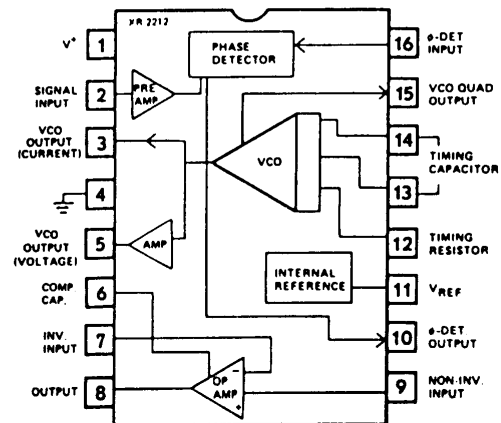 XR 2212
V+
1
SIGNAL
INPUT
2
VCO
OUTPUT
(CURRENT)
3
4
VCO
OUTPUT
(VOLTAGE)
5
COMP
CAP.
6
INV.
INPUT
7
OUTPUT
8
PHASE
DETECTOR
PRE
AMP
VCO
AMP
INTERNAL
REFERENCE
OP
AMP
−
+
16
φ-DET
INPUT
15
VCO QUAD
OUTPUT
14
13
TIMING
CAPACITOR
12
TIMING
RESISTOR
11
VREF
10
φ-DET
OUTPUT
9
NON-INV.
INPUT